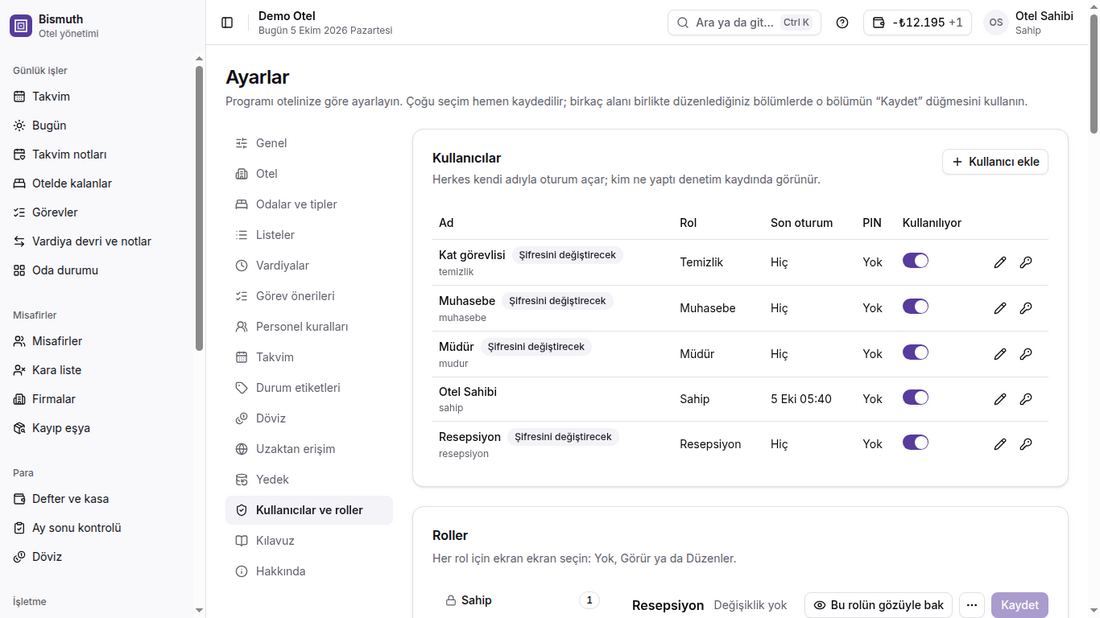 Bismuth
Otel yönetimi
Günlük işler
Takvim
Bugün
Takvim notları
Otelde kalanlar
Görevler
Vardiya devri ve notlar
Oda durumu
Misafirler
Misafirler
Kara liste
Firmalar
Kayıp eşya
Para
Defter ve kasa
Ay sonu kontrolü
Döviz
İşletme
Demo Otel
Bugün 5 Ekim 2026 Pazartesi
Ara ya da git... Ctrl K
-₺12.195 +1
OS
Otel Sahibi
Sahip
Ayarlar
Programı otelinize göre ayarlayın. Çoğu seçim hemen kaydedilir; birkaç alanı birlikte düzenlediğiniz bölümlerde o bölümün “Kaydet” düğmesini kullanın.
Genel
Otel
Odalar ve tipler
Listeler
Vardiyalar
Görev önerileri
Personel kuralları
Takvim
Durum etiketleri
Döviz
Uzaktan erişim
Yedek
Kullanıcılar ve roller
Kılavuz
Hakkında
Kullanıcılar
Herkes kendi adıyla oturum açar; kim ne yaptı denetim kaydında görünür.
Kullanıcı ekle
Ad Rol Son oturum PIN Kullanılıyor
Kat görevlisi Şifresini değiştirecek
temizlik
Temizlik Hiç Yok
Muhasebe Şifresini değiştirecek
muhasebe
Muhasebe Hiç Yok
Müdür Şifresini değiştirecek
mudur
Müdür Hiç Yok
Otel Sahibi
sahip
Sahip 5 Eki 05:40 Yok
Resepsiyon Şifresini değiştirecek
resepsiyon
Resepsiyon Hiç Yok
Roller
Her rol için ekran ekran seçin: Yok, Görür ya da Düzenler.
Sahip 1
Resepsiyon Değişiklik yok
Bu rolün gözüyle bak
Kaydet